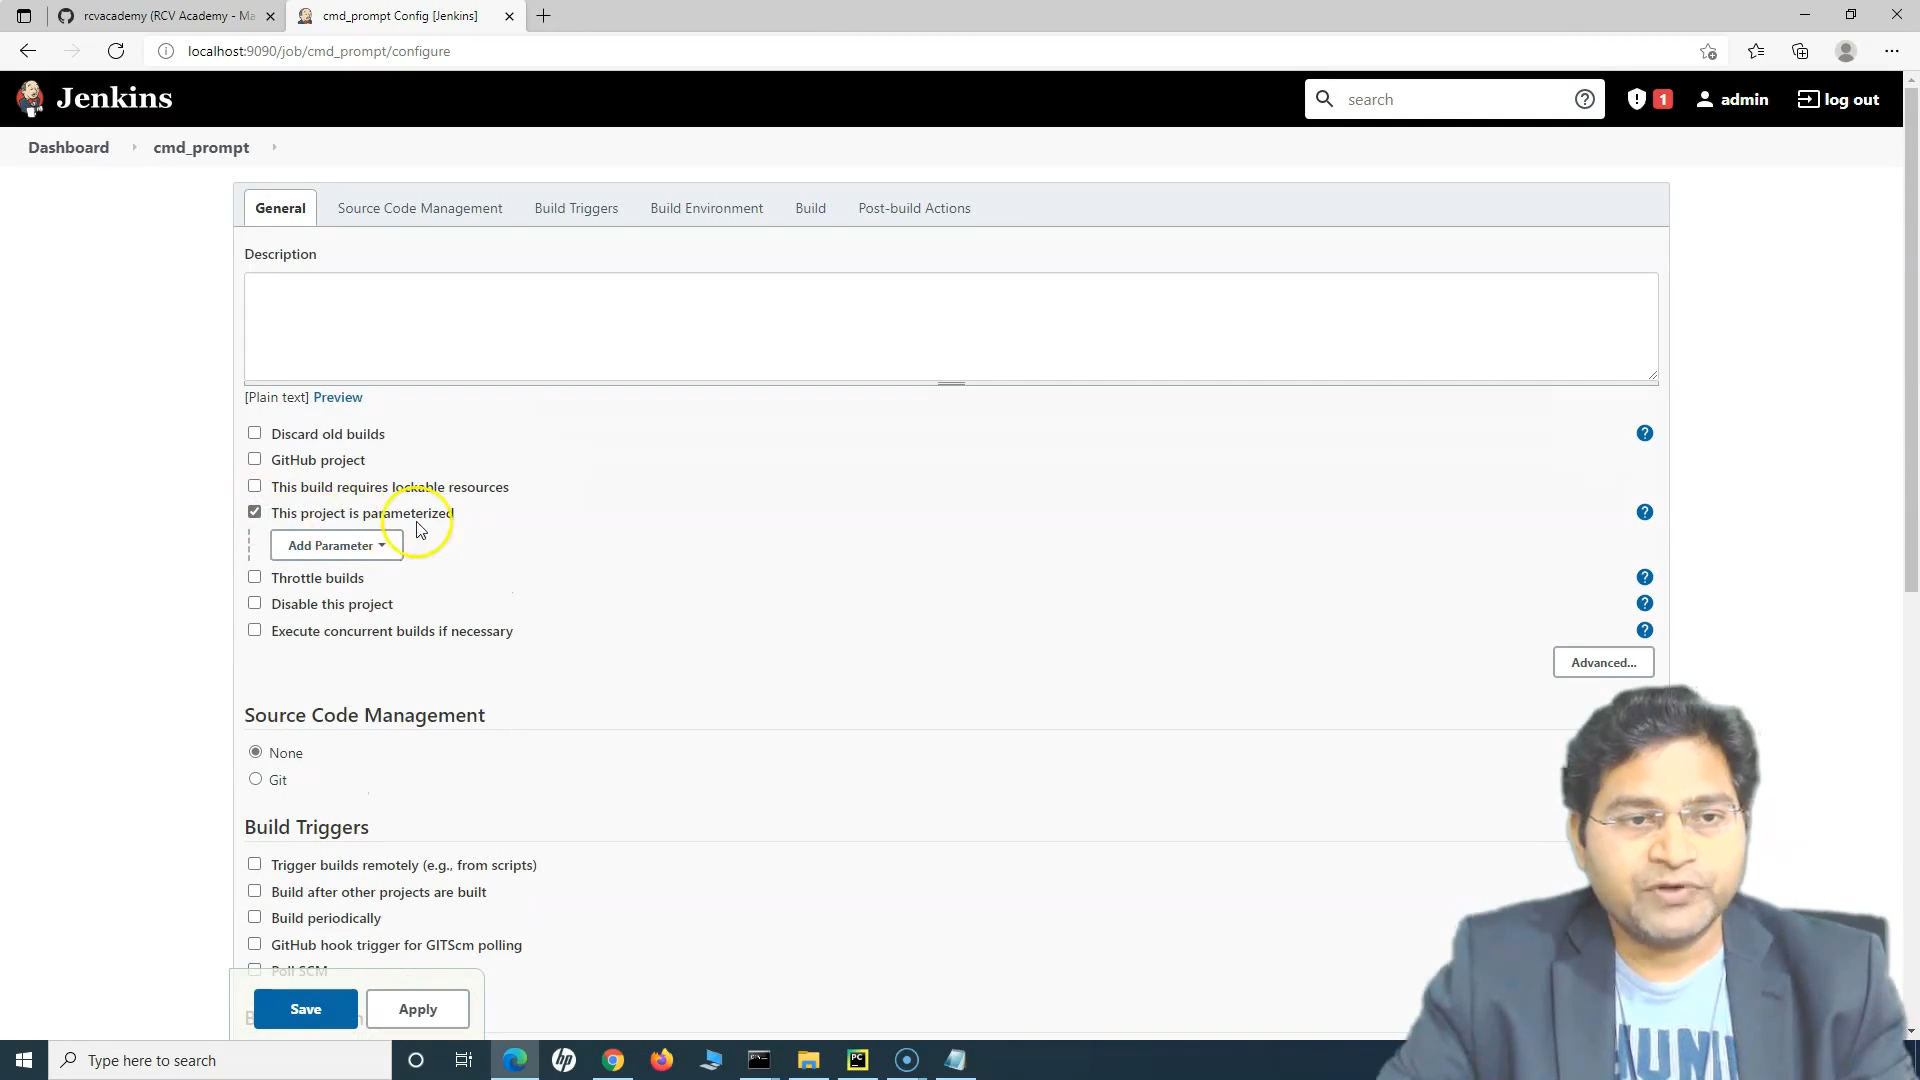 rcvacademy (RCV Academy - Ma
cmd_prompt Config [Jenkins]
localhost:9090/job/cmd_prompt/configure
Jenkins
search
1
admin
log out
Dashboard
cmd_prompt
General
Source Code Management
Build Triggers
Build Environment
Build
Post-build Actions
Description
[Plain text] Preview
Discard old builds
GitHub project
This build requires lockable resources
This project is parameterized
Add Parameter
Throttle builds
Disable this project
Execute concurrent builds if necessary
Advanced...
Source Code Management
None
Git
Build Triggers
Trigger builds remotely (e.g., from scripts)
Build after other projects are built
Build periodically
GitHub hook trigger for GITScm polling
Poll SCM
Save
Apply
Type here to search
hp
PC